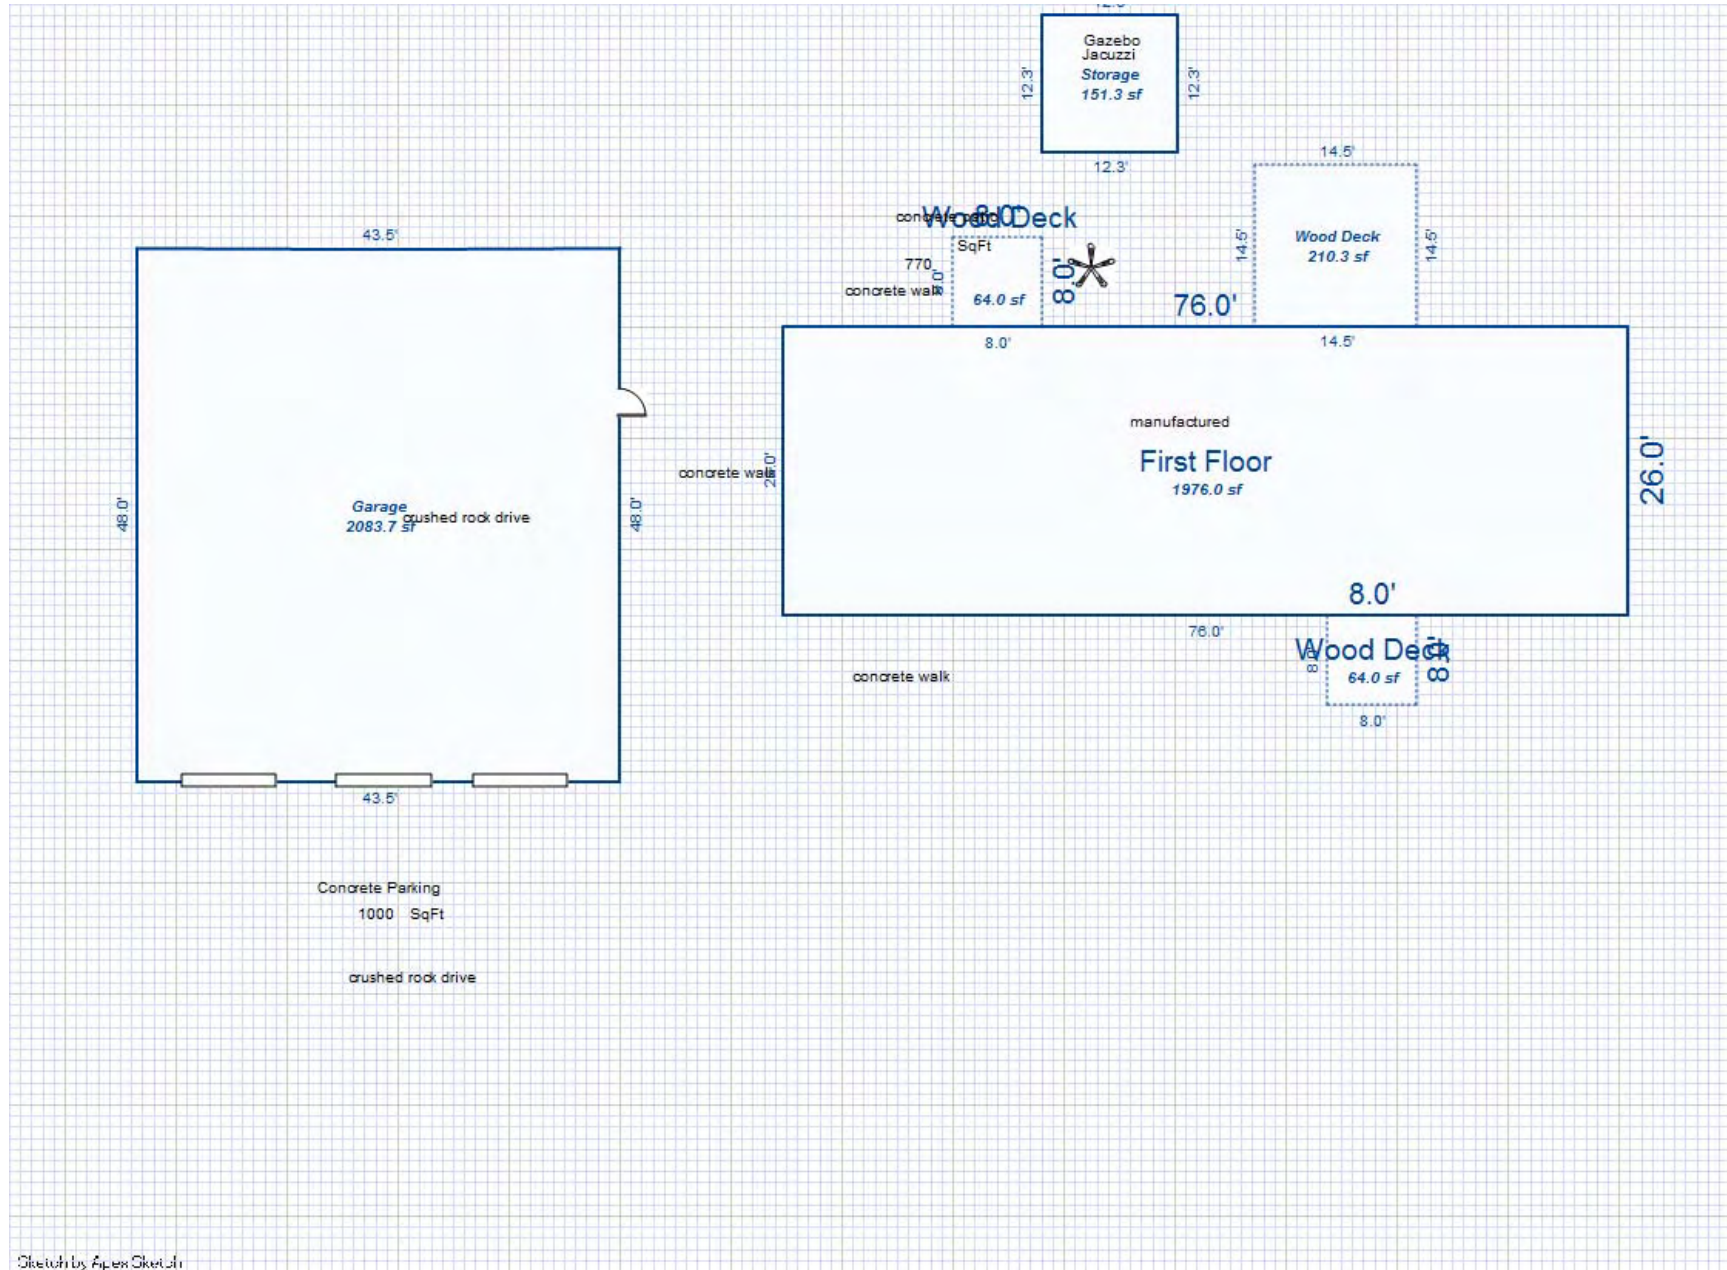 Gazebo
Jacuzzi
Storage
151.3 sf
12.3'
12.3'
12.3'
14.5'
Wood Deck
210.3 sf
14.5'
14.5'
14.5'
Wood Deck
8.0'
concrete
SqFt
770
8.0'
concrete walk
64.0 sf
8.0'
76.0'
43.5'
manufactured
First Floor
1976.0 sf
26.0'
concrete walk
48.0'
Garage
2083.7 sf
crushed rock drive
48.0'
8.0'
76.0'
Wood Deck
8.0'
8.0'
64.0 sf
8.0'
concrete walk
43.5'
Concrete Parking
1000 SqFt
crushed rock drive
Sketch by Apex Sketch